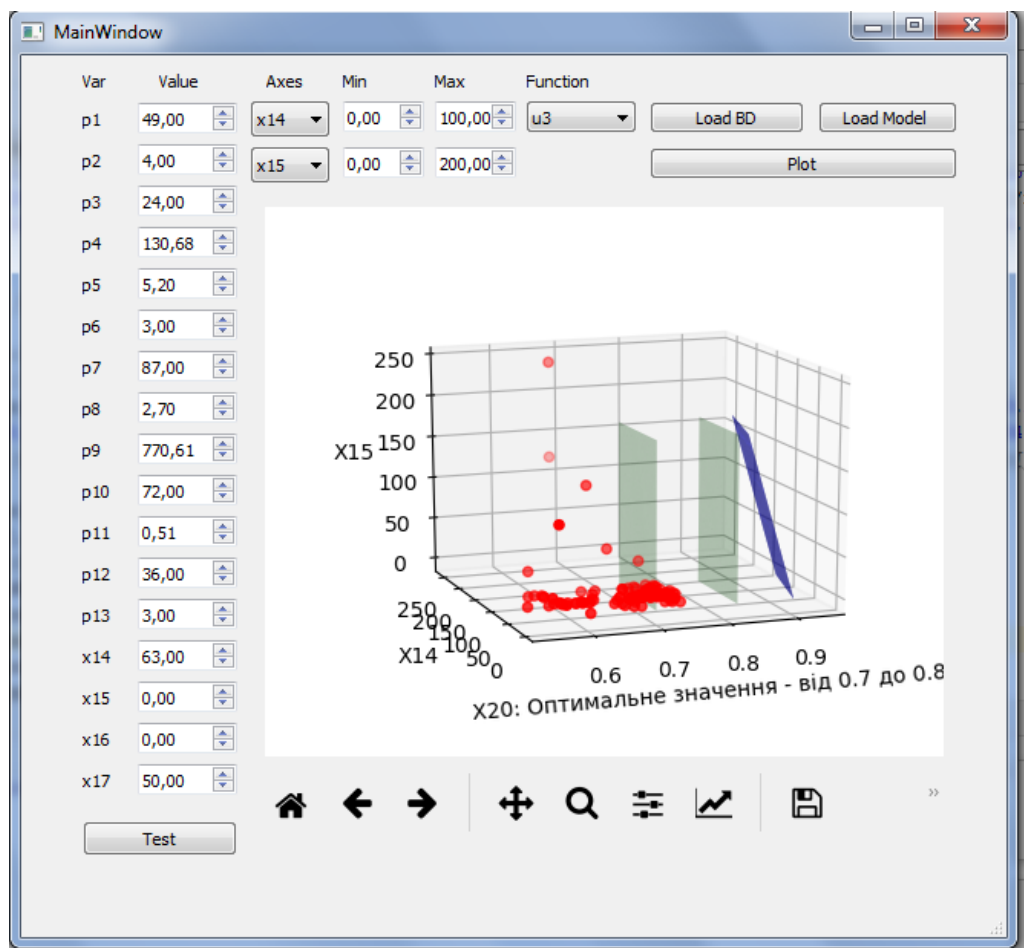 MainWindow
Var Value Axes Min Max Function
p1 49,00 x14 0,00 100,00 u3 Load BD Load Model
p2 4,00 x15 0,00 200,00 Plot
p3 24,00
p4 130,68
p5 5,20
p6 3,00
p7 87,00
p8 2,70
p9 770,61
p10 72,00
p11 0,51
p12 36,00
p13 3,00
x14 63,00
x15 0,00
x16 0,00
x17 50,00
Test
250
200
150
100
50
0
X15
250
200
150
100
50
0
X14
0.6 0.7 0.8 0.9
X20: Оптимальне значення - від 0.7 до 0.8
»